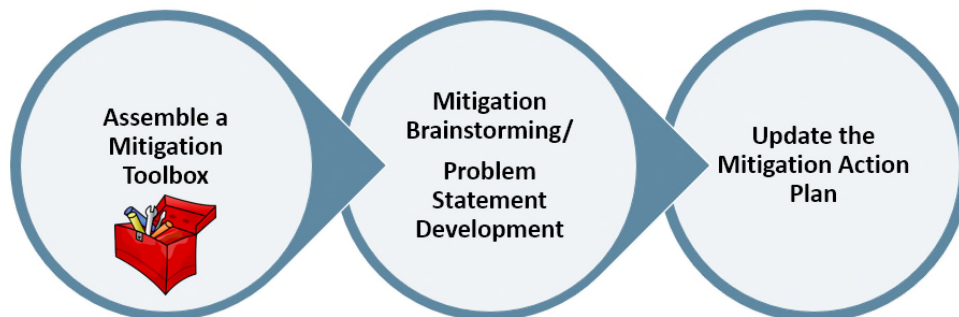 Assemble a
Mitigation
Toolbox
Mitigation
Brainstorming/
Problem
Statement
Development
Update the
Mitigation Action
Plan